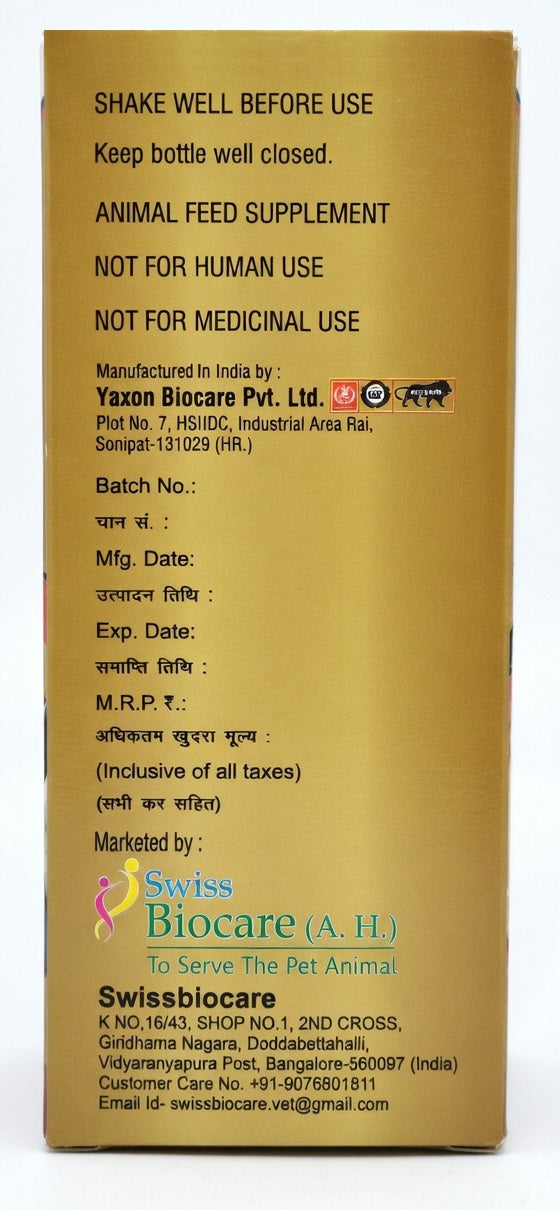 SHAKE WELL BEFORE USE
Keep bottle well closed.
ANIMAL FEED SUPPLEMENT
NOT FOR HUMAN USE
NOT FOR MEDICINAL USE
Manufactured In India by :
Yaxon Biocare Pvt. Ltd.
Plot No. 7, HSIIDC, Industrial Area Rai,
Sonipat-131029 (HR.)
Batch No.:
चान सं. :
Mfg. Date:
उत्पादन तिथि :
Exp. Date:
समाप्ति तिथि :
M.R.P. ₹.:
अधिकतम खुदरा मूल्य :
(Inclusive of all taxes)
(सभी कर सहित)
Marketed by :
Swiss
Biocare (A. H.)
To Serve The Pet Animal
Swissbiocare
K NO,16/43, SHOP NO.1, 2ND CROSS,
Giridhama Nagara, Doddabettahalli,
Vidyaranyapura Post, Bangalore-560097 (India)
Customer Care No. +91-9076801811
Email Id- swissbiocare.vet@gmail.com